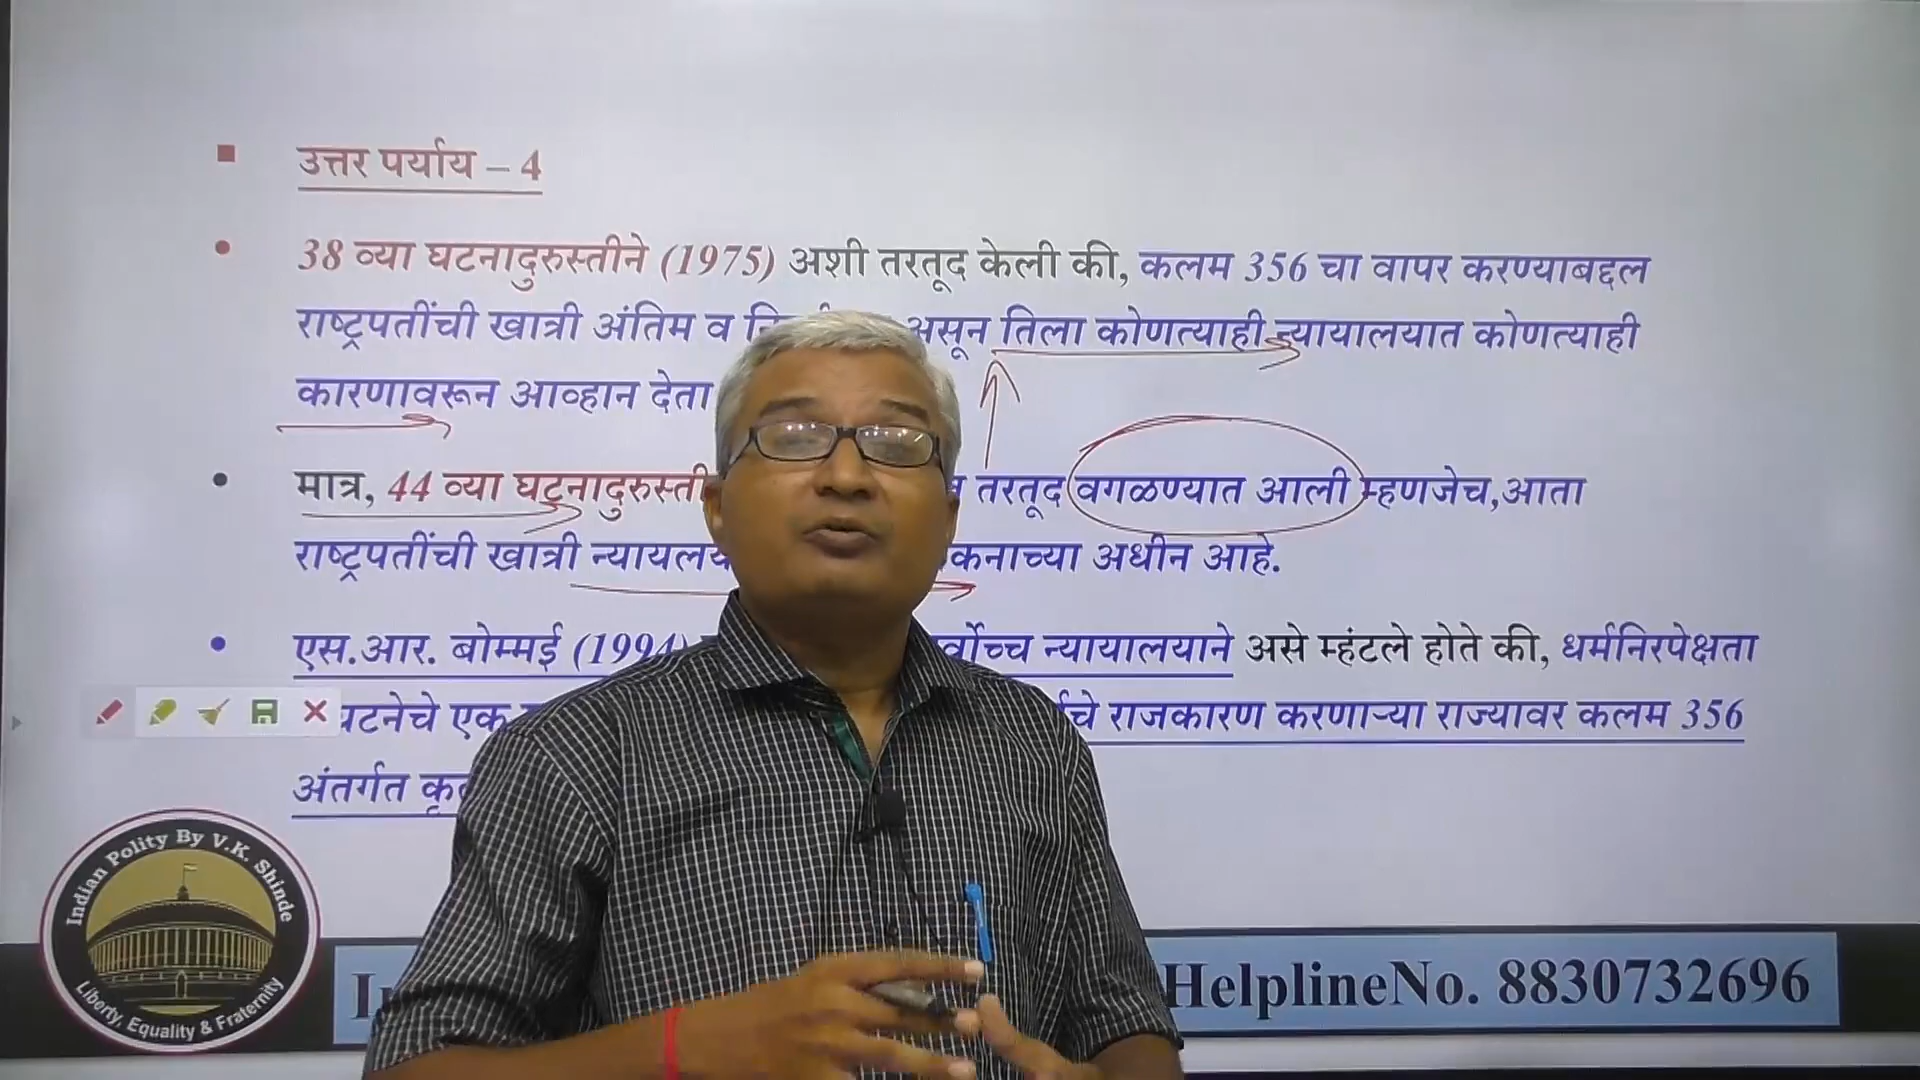 उत्तर पर्याय – 4
38 व्या घटनादुरुस्तीने (1975) अशी तरतूद केली की, कलम 356 चा वापर करण्याबद्दल
राष्ट्रपतींची खात्री अंतिम व असून तिला कोणत्याही न्यायालयात कोणत्याही
कारणावरून आव्हान देता
मात्र, 44 व्या घटनादुरुस्ती तरतूद वगळण्यात आली म्हणजेच,आता
राष्ट्रपतींची खात्री न्यायलय कनाच्या अधीन आहे.
एस.आर. बोम्मई (1994) र्वोच्च न्यायालयाने असे म्हंटले होते की, धर्मनिरपेक्षता
घटनेचे एक चे राजकारण करणाऱ्या राज्यावर कलम 356
अंतर्गत
Indian Polity By V.K. Shinde
Liberty, Equality & Fraternity
HelplineNo. 8830732696